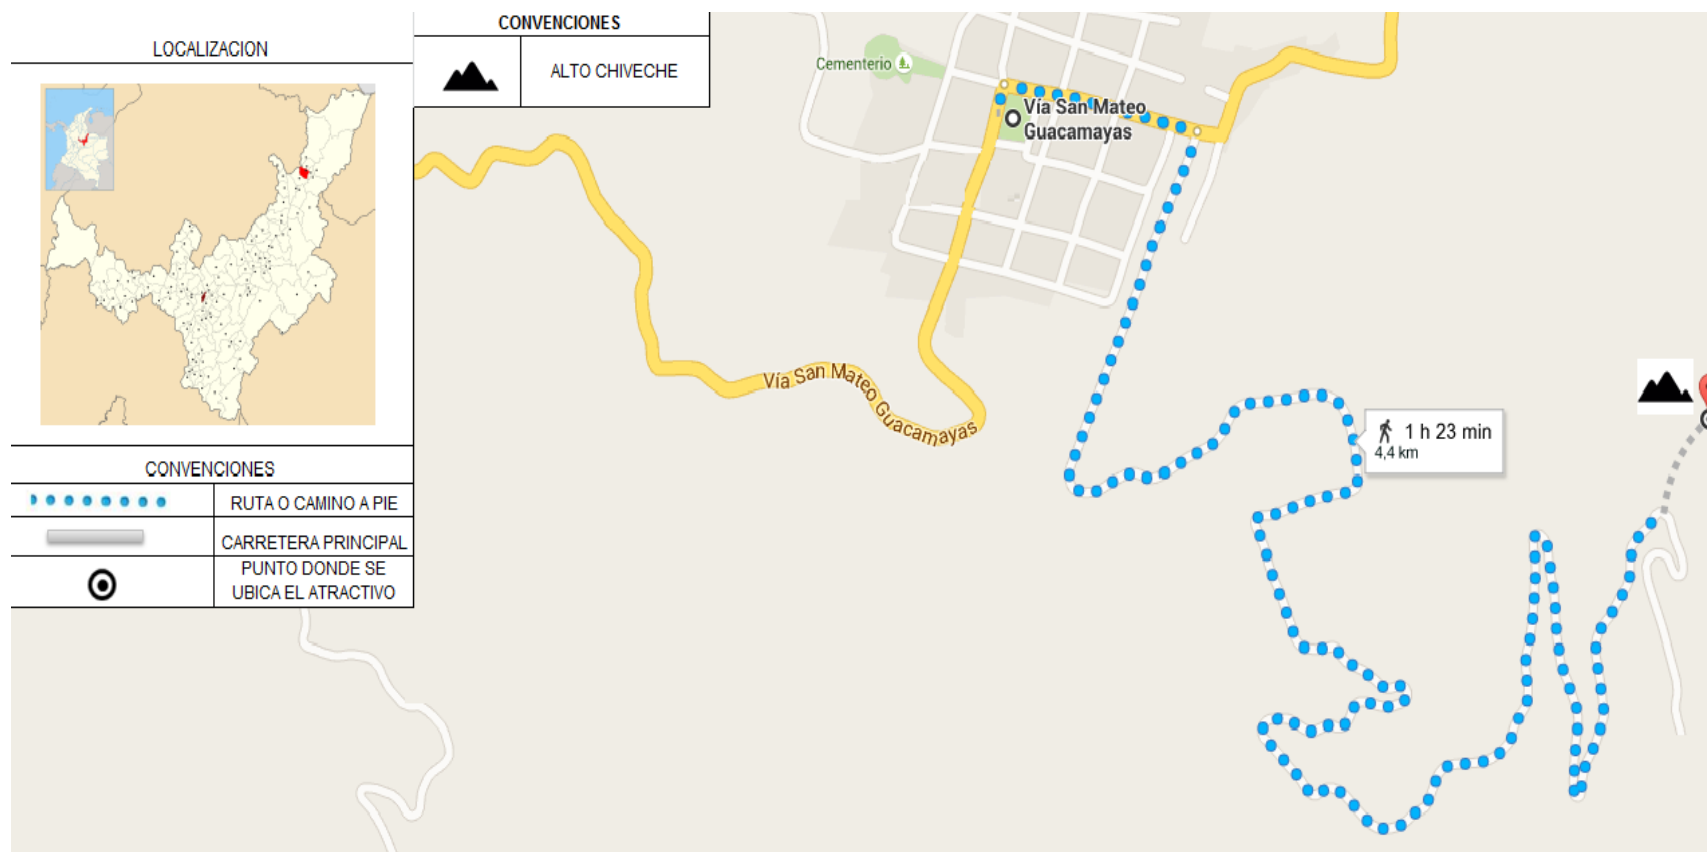 LOCALIZACION
CONVENCIONES
ALTO CHIVECHE
Cementerio
Vía San Mateo
Guacamayas
Vía San Mateo Guacamayas
1 h 23 min
4,4 km
CONVENCIONES
RUTA O CAMINO A PIE
CARRETERA PRINCIPAL
PUNTO DONDE SE
UBICA EL ATRACTIVO